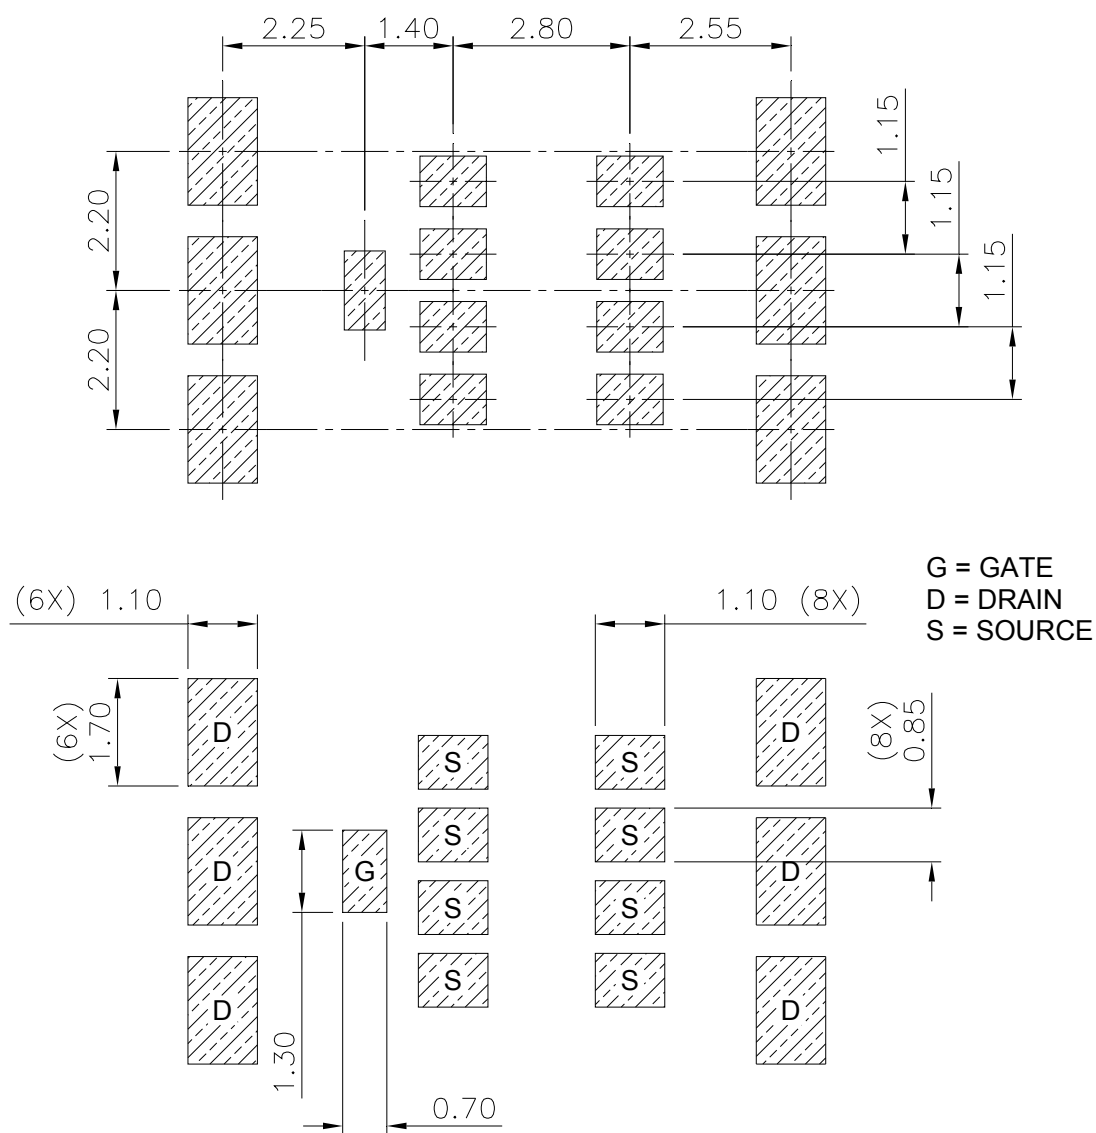 2.25 1.40 2.80 2.55
1.15
1.15
1.15
2.20
2.20
G = GATE
D = DRAIN
S = SOURCE
(6X) 1.10
1.10 (8X)
(6X)
1.70
(8X)
0.85
D
D
S
S
S
S
G
D
D
S
S
S
S
D
D
1.30
0.70